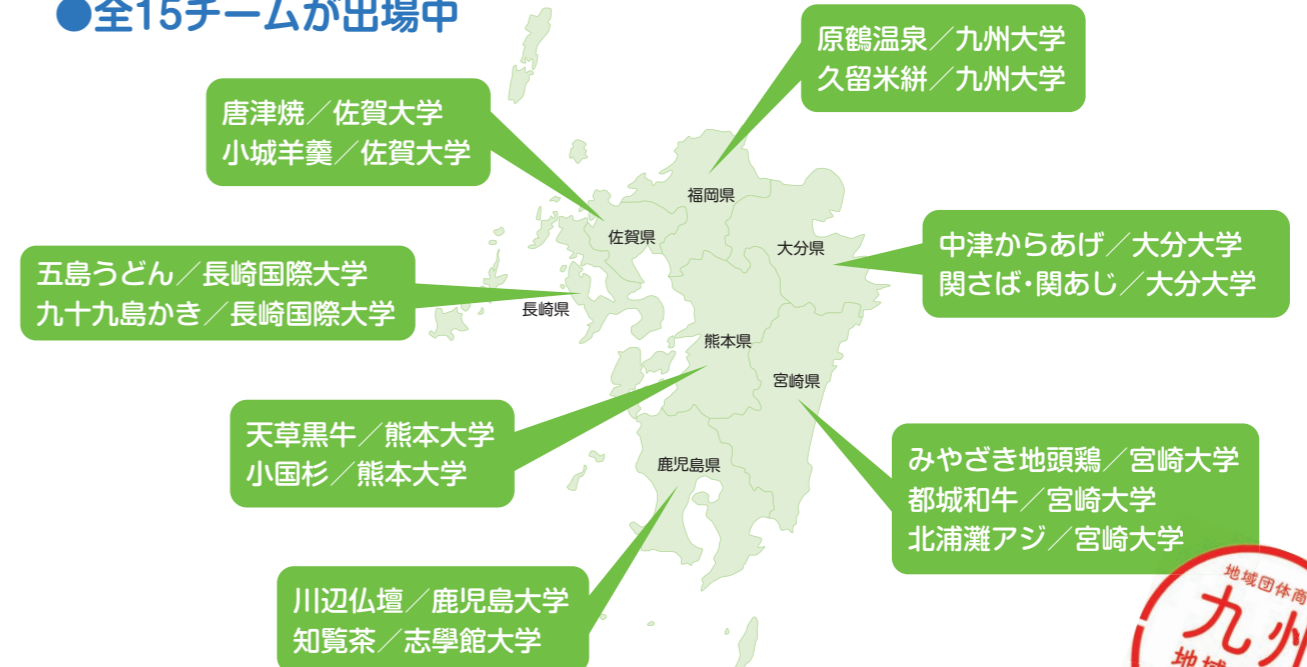 ●全15チームが出場中
原鶴温泉／九州大学
久留米絣／九州大学
唐津焼／佐賀大学
小城羊羹／佐賀大学
福岡県
佐賀県
大分県
中津からあげ／大分大学
関さば・関あじ／大分大学
五島うどん／長崎国際大学
九十九島かき／長崎国際大学
長崎県
熊本県
宮崎県
天草黒牛／熊本大学
小国杉／熊本大学
鹿児島県
みやざき地頭鶏／宮崎大学
都城和牛／宮崎大学
北浦灘アジ／宮崎大学
川辺仏壇／鹿児島大学
知覧茶／志學館大学
地域団体商
九州
地域